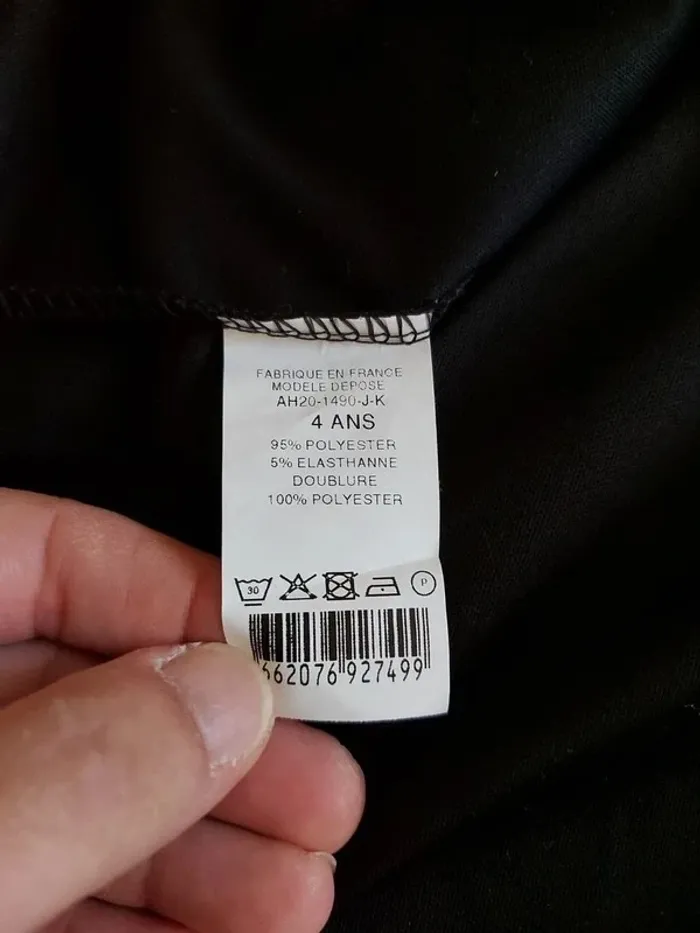 FABRIQUE EN FRANCE
MODELE DEPOSE
AH20-1490-J-K
4 ANS
95% POLYESTER
5% ELASTHANNE
DOUBLURE
100% POLYESTER
30 P
662076 927499